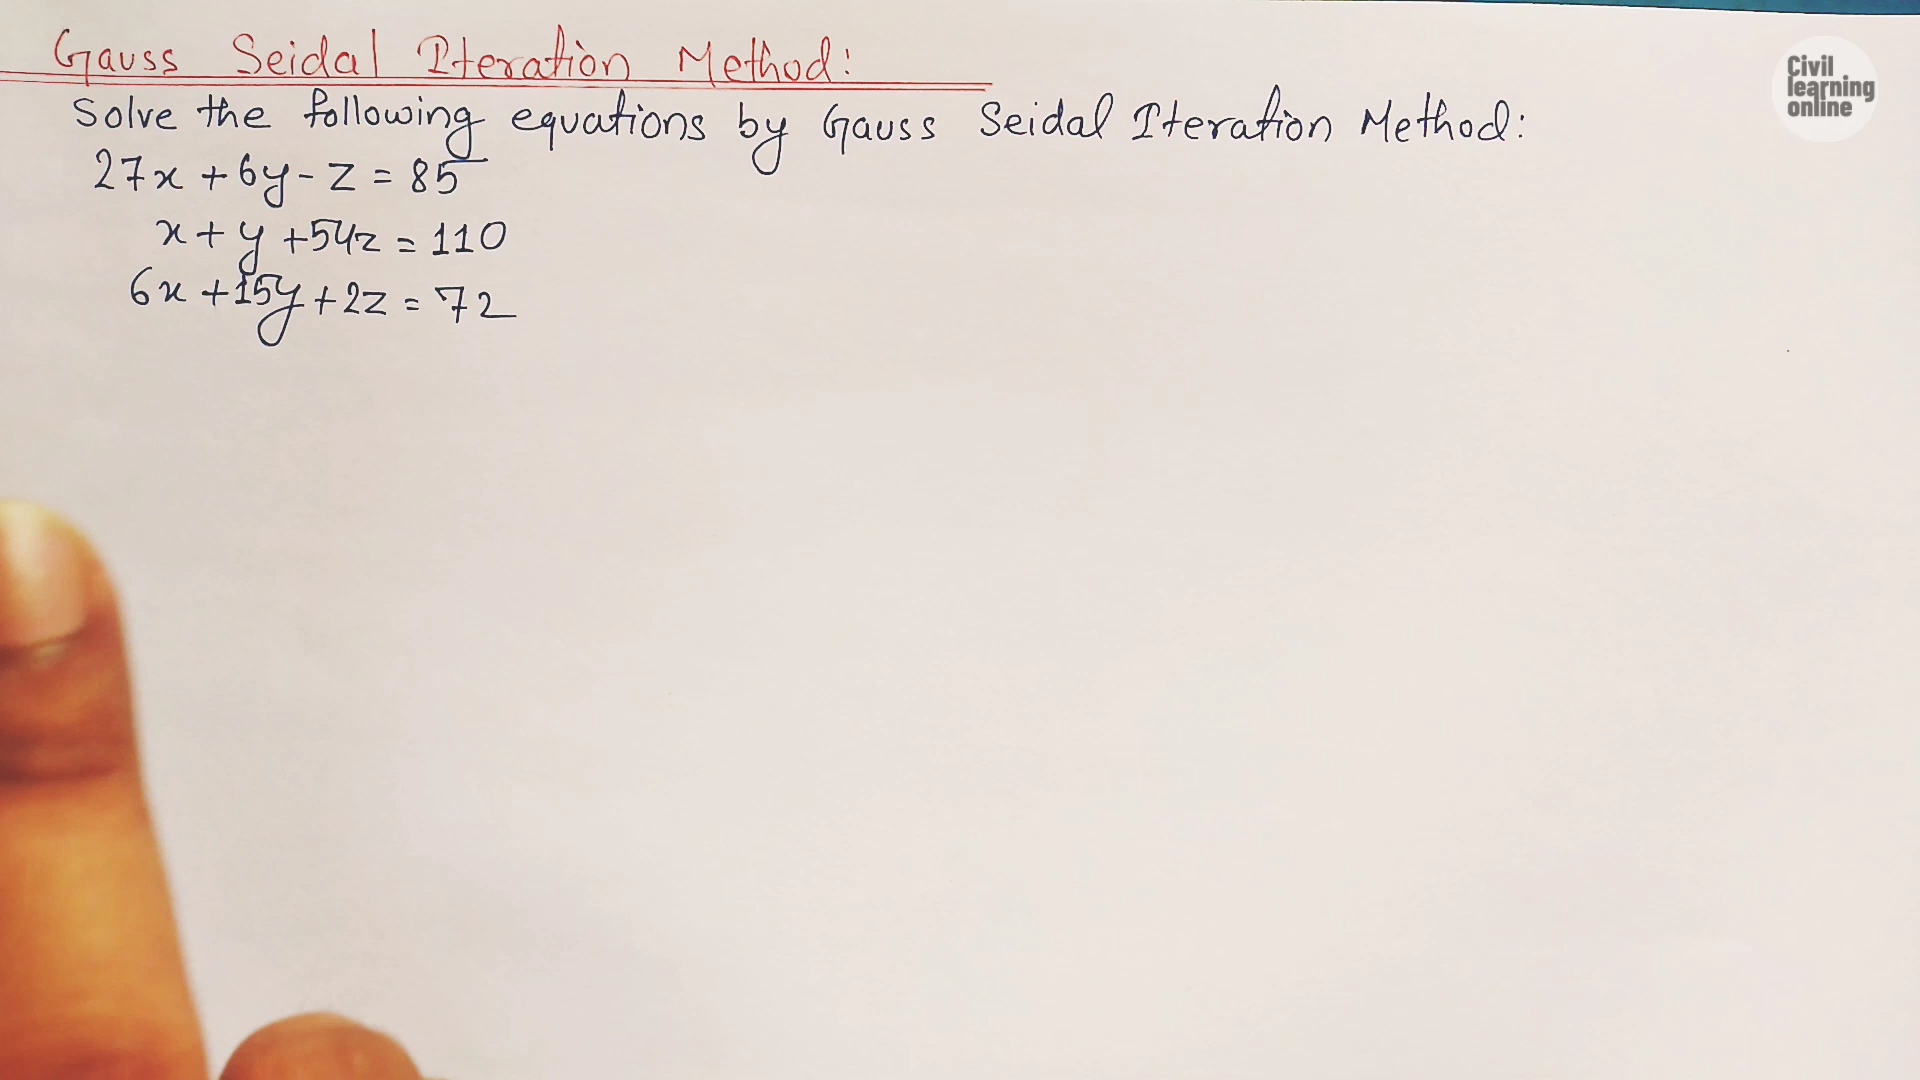 Gauss Seidal Iteration Method:
Solve the following equations by Gauss Seidal Iteration Method:
27x + 6y - z = 85
x + y + 54z = 110
6x + 15y + 2z = 72
Civil
learning
online